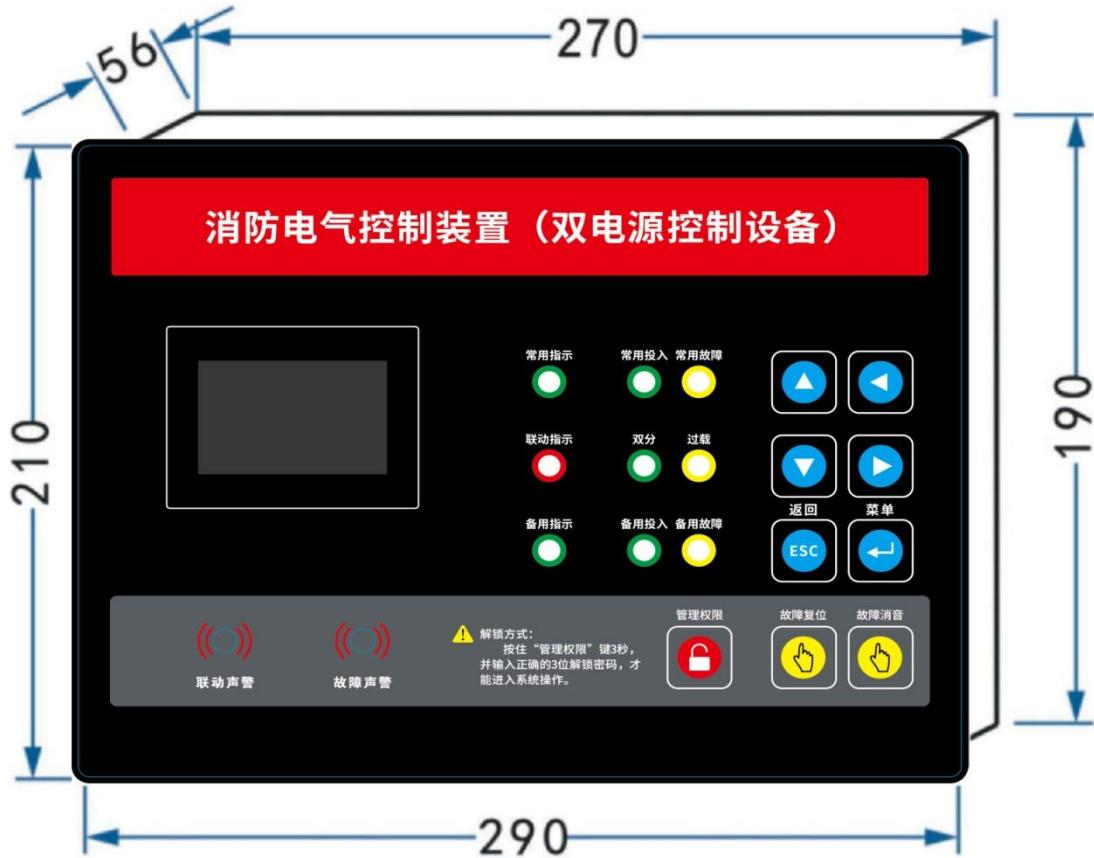 270
56
消防电气控制装置（双电源控制设备）
常用指示 常用投入 常用故障
210
190
联动指示 双分 过载
返回 菜单
备用指示 备用投入 备用故障
ESC
管理权限 故障复位 故障消音
解锁方式：
按住“管理权限”键3秒，
并输入正确的3位解锁密码，才
能进入系统操作。
联动声警 故障声警
290